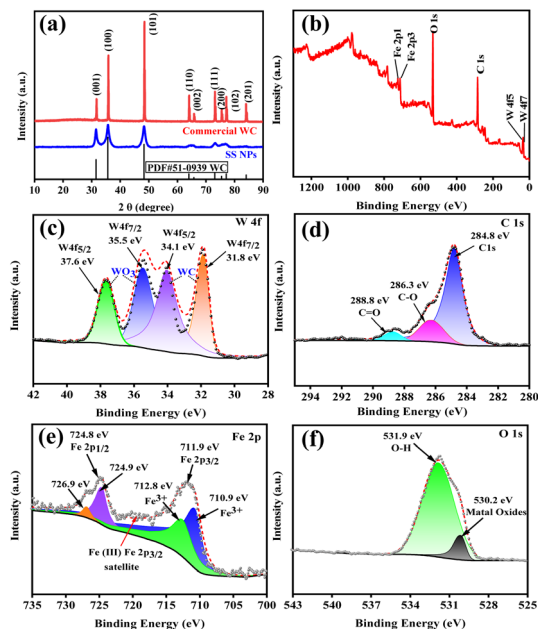 (a)
(001)
(100)
(101)
(110)
(002)
(111)
(200)
(102)
(201)
Commercial WC
SS NPs
PDF#51-0939 WC
Intensity (a.u.)
10 20 30 40 50 60 70 80 90
2 θ (degree)
(b)
Fe 2p1
Fe 2p3
O 1s
C 1s
W 4f5
W 4f7
Intensity (a.u.)
1200 1000 800 600 400 200 0
Binding Energy (eV)
(c)
W 4f
W4f5/2
37.6 eV
W4f7/2
35.5 eV
W4f5/2
34.1 eV
W4f7/2
31.8 eV
WO3
WC
Intensity (a.u.)
42 40 38 36 34 32 30 28
Binding Energy (eV)
(d)
C 1s
284.8 eV
C1s
286.3 eV
C-O
288.8 eV
C=O
Intensity (a.u.)
294 292 290 288 286 284 282 280
Binding Energy (eV)
(e)
Fe 2p
724.8 eV
Fe 2p1/2
724.9 eV
726.9 eV
711.9 eV
Fe 2p3/2
712.8 eV
Fe3+
710.9 eV
Fe3+
Fe (III) Fe 2p3/2
satellite
Intensity (a.u.)
735 730 725 720 715 710 705 700
Binding Energy (eV)
(f)
O 1s
531.9 eV
O-H
530.2 eV
Matal Oxides
Intensity (a.u.)
543 540 537 534 531 528 525
Binding Energy (eV)